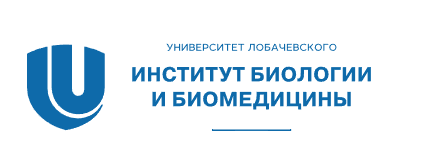 УНИВЕРСИТЕТ ЛОБАЧЕВСКОГО
ИНСТИТУТ БИОЛОГИИ
И БИОМЕДИЦИНЫ